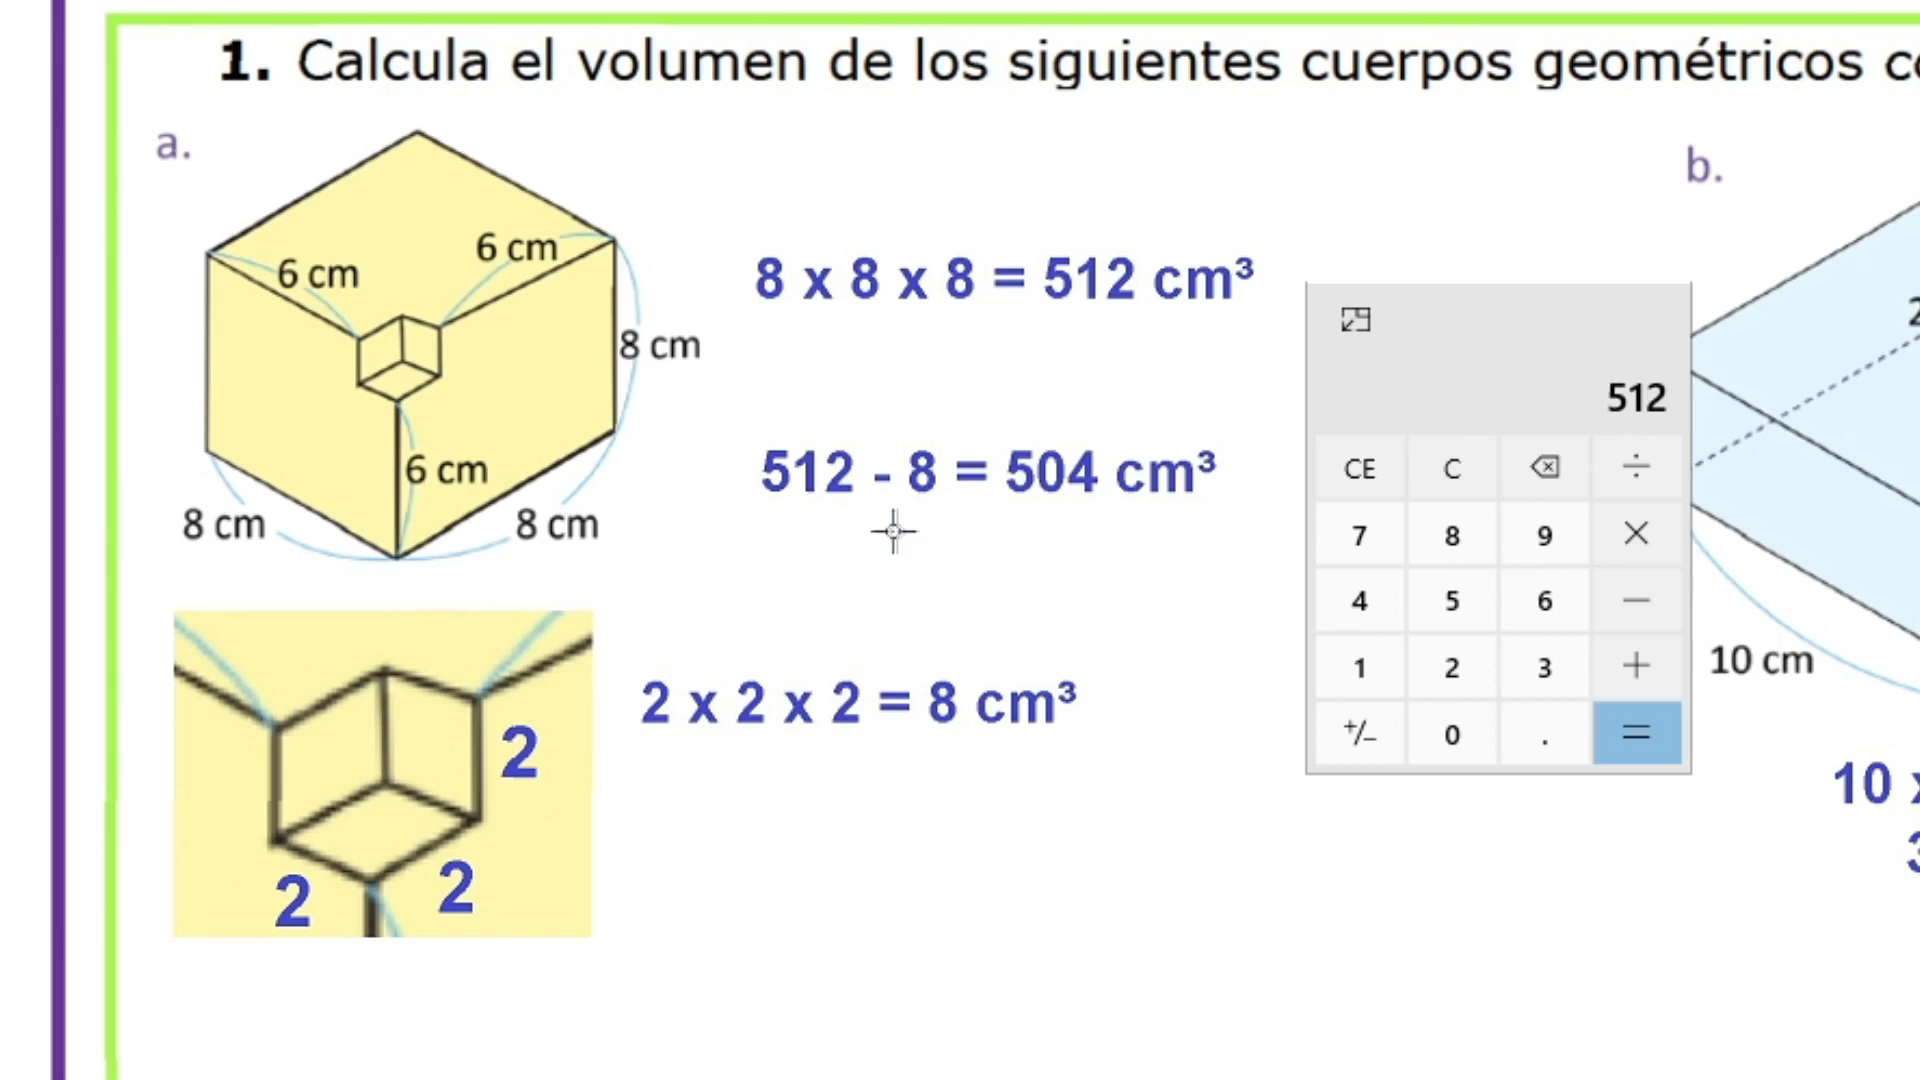 1. Calcula el volumen de los siguientes cuerpos geométricos
a.
b.
6 cm
6 cm
8 x 8 x 8 = 512 cm³
2
8 cm
512
6 cm
512 - 8 = 504 cm³
8 cm
8 cm
CE
C
÷
7
8
9
×
4
5
6
−
1
2
3
+
+/−
0
.
=
10 cm
2 x 2 x 2 = 8 cm³
2
2
2
10